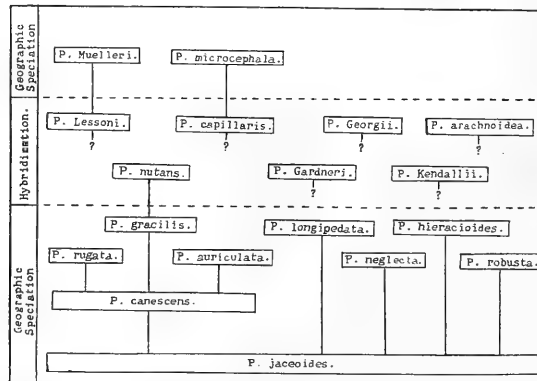 Geographic
Speciation
P. Muelleri.
P. microcephala.
Hybridisation.
P. Lessoni.
P. capillaris.
P. Georgii.
P. arachnoidea.
?
?
?
?
P. nutans.
P. Gardneri.
P. Kendallii.
?
?
Geographic
Speciation
P. gracilis.
P. longipedata.
P. hieracioides.
P. rugata.
P. auriculata.
P. neglecta.
P. robusta.
P. canescens.
P. jaceoides.